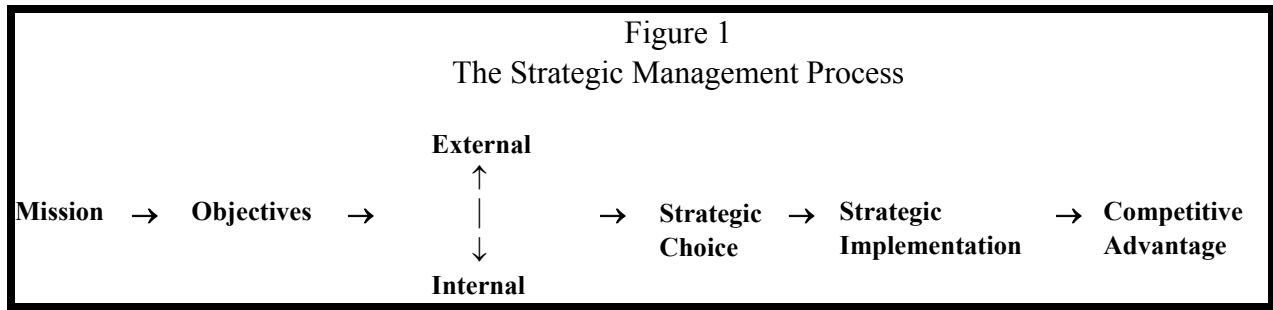 Figure 1
The Strategic Management Process
External
↑
Mission → Objectives → | → Strategic → Strategic → Competitive
↓ Choice Implementation Advantage
Internal